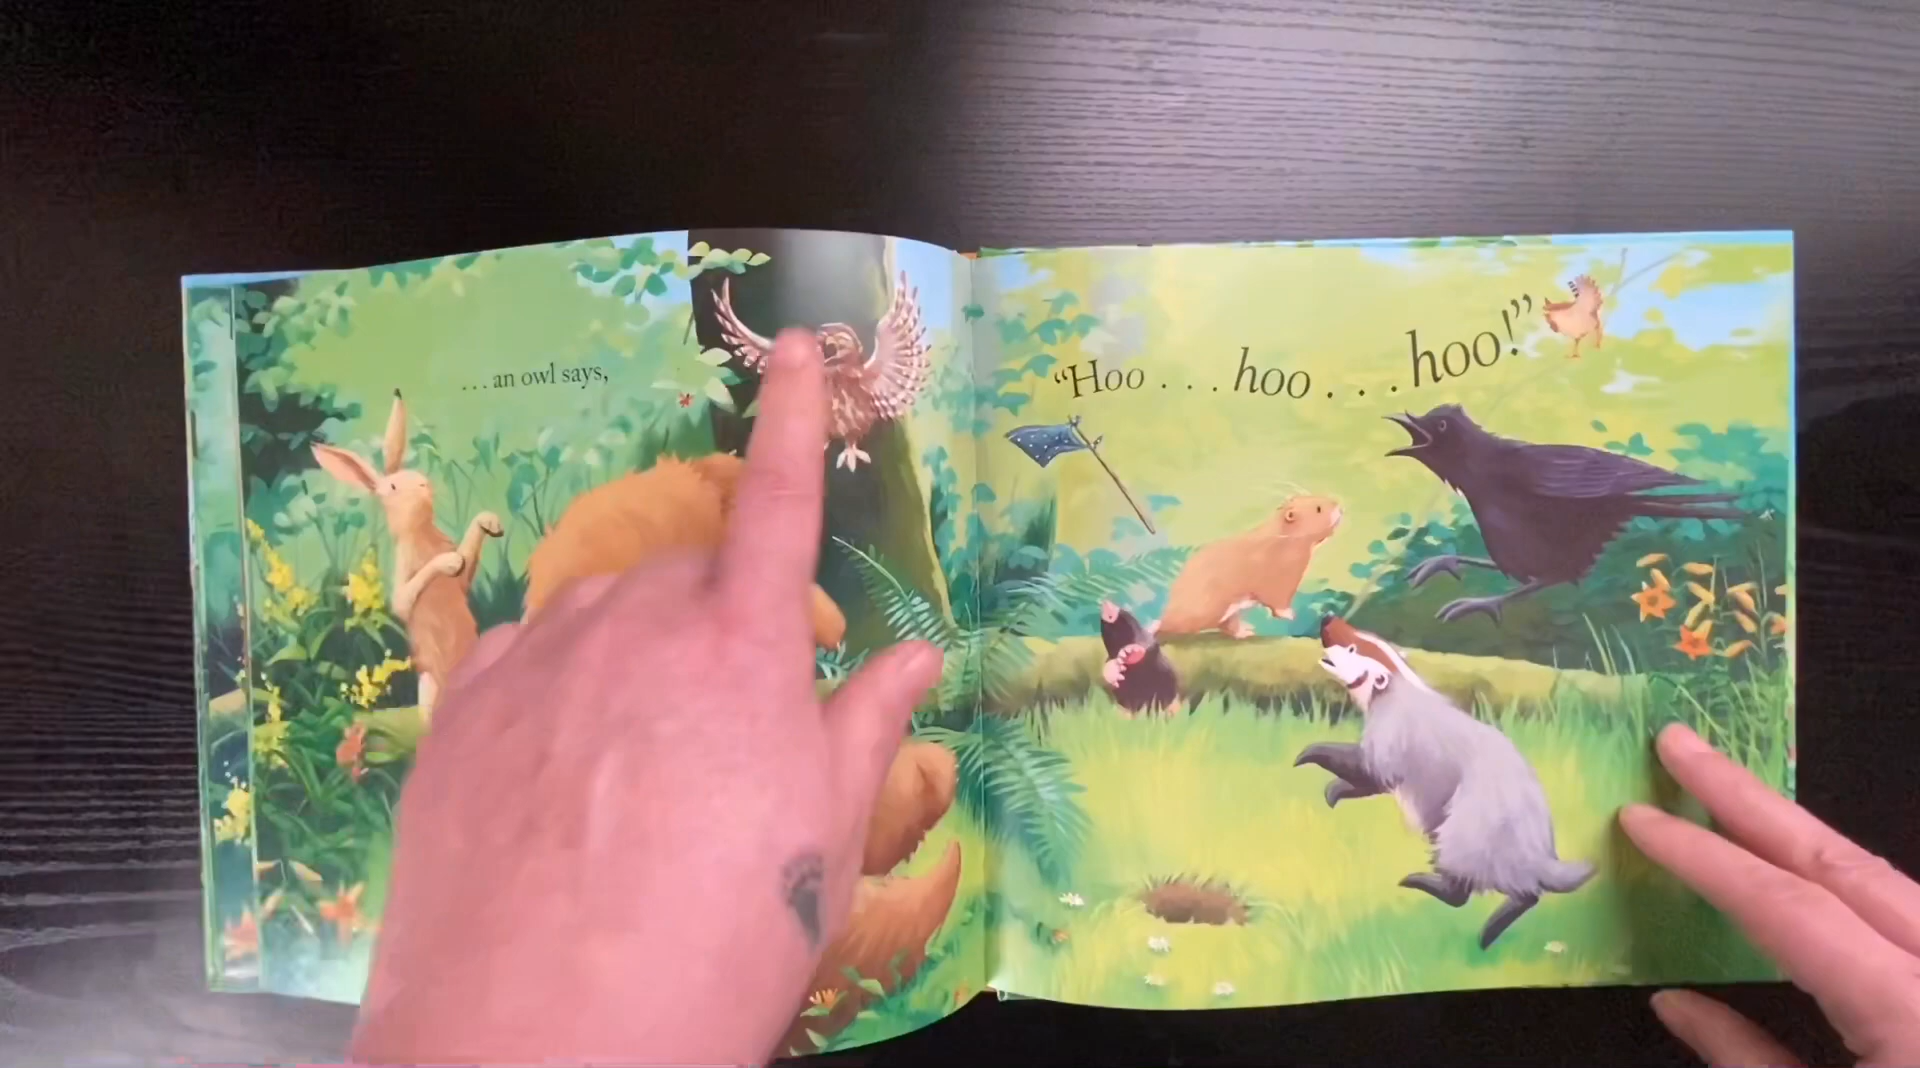 ...an owl says,
“Hoo . . . hoo . . . hoo!”